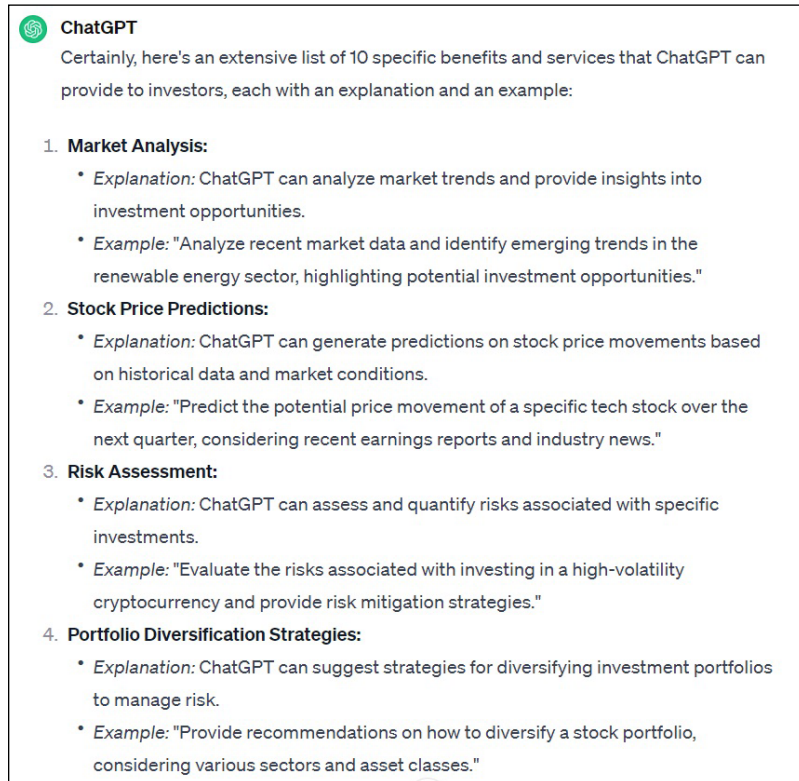 ChatGPT
Certainly, here's an extensive list of 10 specific benefits and services that ChatGPT can
provide to investors, each with an explanation and an example:
1. Market Analysis:
• Explanation: ChatGPT can analyze market trends and provide insights into
investment opportunities.
• Example: "Analyze recent market data and identify emerging trends in the
renewable energy sector, highlighting potential investment opportunities."
2. Stock Price Predictions:
• Explanation: ChatGPT can generate predictions on stock price movements based
on historical data and market conditions.
• Example: "Predict the potential price movement of a specific tech stock over the
next quarter, considering recent earnings reports and industry news."
3. Risk Assessment:
• Explanation: ChatGPT can assess and quantify risks associated with specific
investments.
• Example: "Evaluate the risks associated with investing in a high-volatility
cryptocurrency and provide risk mitigation strategies."
4. Portfolio Diversification Strategies:
• Explanation: ChatGPT can suggest strategies for diversifying investment portfolios
to manage risk.
• Example: "Provide recommendations on how to diversify a stock portfolio,
considering various sectors and asset classes."